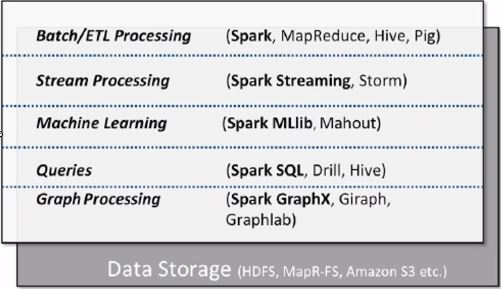 Batch/ETL Processing (Spark, MapReduce, Hive, Pig)
Stream Processing (Spark Streaming, Storm)
Machine Learning (Spark MLlib, Mahout)
Queries (Spark SQL, Drill, Hive)
Graph Processing (Spark GraphX, Giraph,
Graphlab)
Data Storage (HDFS, MapR-FS, Amazon S3 etc.)